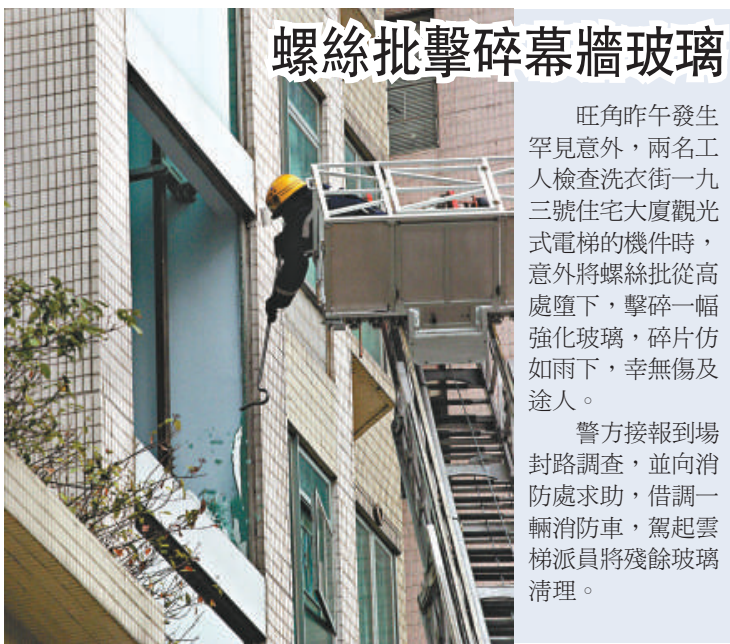 螺絲批擊碎幕牆玻璃
旺角昨午發生
罕見意外，兩名工
人檢查洗衣街一九
三號住宅大廈觀光
式電梯的機件時，
意外將螺絲批從高
處墮下，擊碎一幅
強化玻璃，碎片仿
如雨下，幸無傷及
途人。
警方接報到場
封路調查，並向消
防處求助，借調一
輛消防車，駕起雲
梯派員將殘餘玻璃
清理。